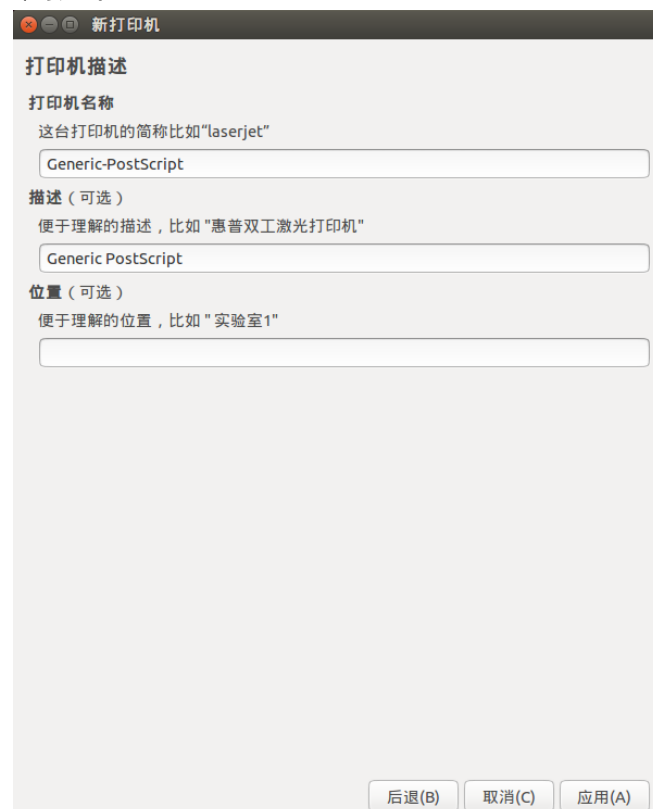 新打印机
打印机描述
打印机名称
这台打印机的简称比如“laserjet”
Generic-PostScript
描述（可选）
便于理解的描述，比如 "惠普双工激光打印机"
Generic PostScript
位置（可选）
便于理解的位置，比如 " 实验室1"
后退(B) 取消(C) 应用(A)